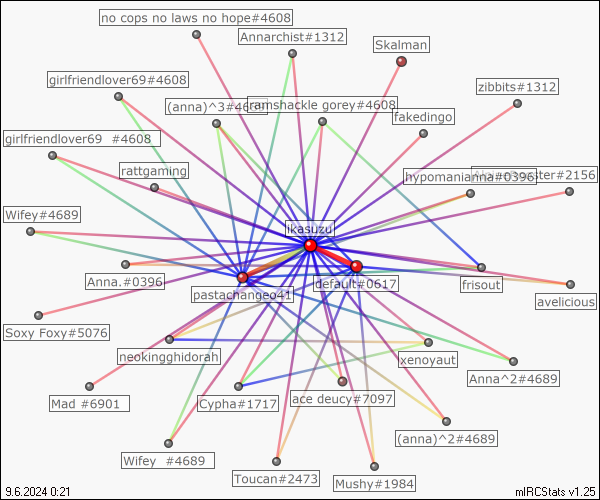 no cops no laws no hope#4608
Annarchist#1312
Skalman
girlfriendlover69#4608
zibbits#1312
(anna)^3#4689
ramshackle gorey#4608
fakedingo
girlfriendlover69 #4608
rattgaming
hypomanianna#0396
#2156
Wifey#4689
ikasuzu
Anna.#0396
pastachangeo41
default#0617
frisout
avelicious
Soxy Foxy#5076
neokingghidorah
xenoyaut
Anna^2#4689
Mad #6901
Cypha#1717
ace deucy#7097
(anna)^2#4689
Wifey #4689
Toucan#2473
Mushy#1984
9.6.2024 0:21
mIRCStats v1.25